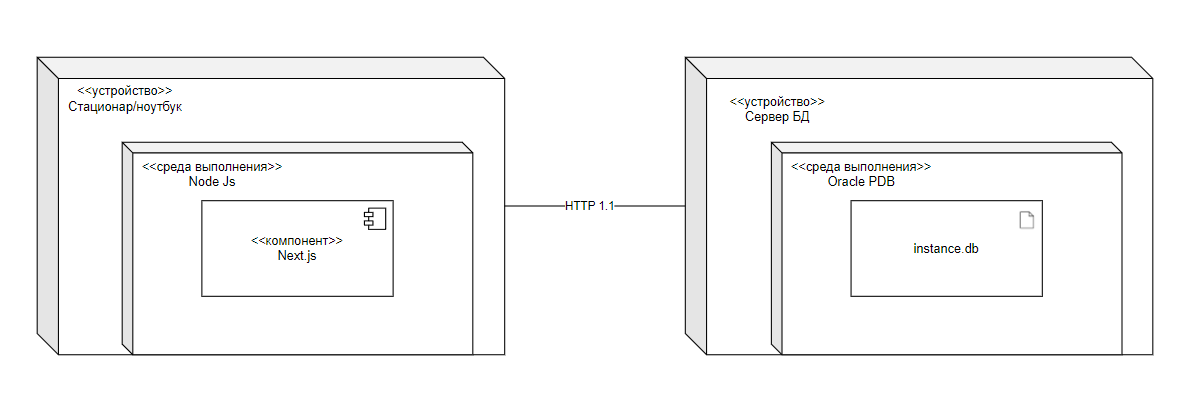 <<устройство>>
Стационар/ноутбук
<<среда выполнения>>
Node Js
<<компонент>>
Next.js
HTTP 1.1
<<устройство>>
Сервер БД
<<среда выполнения>>
Oracle PDB
instance.db